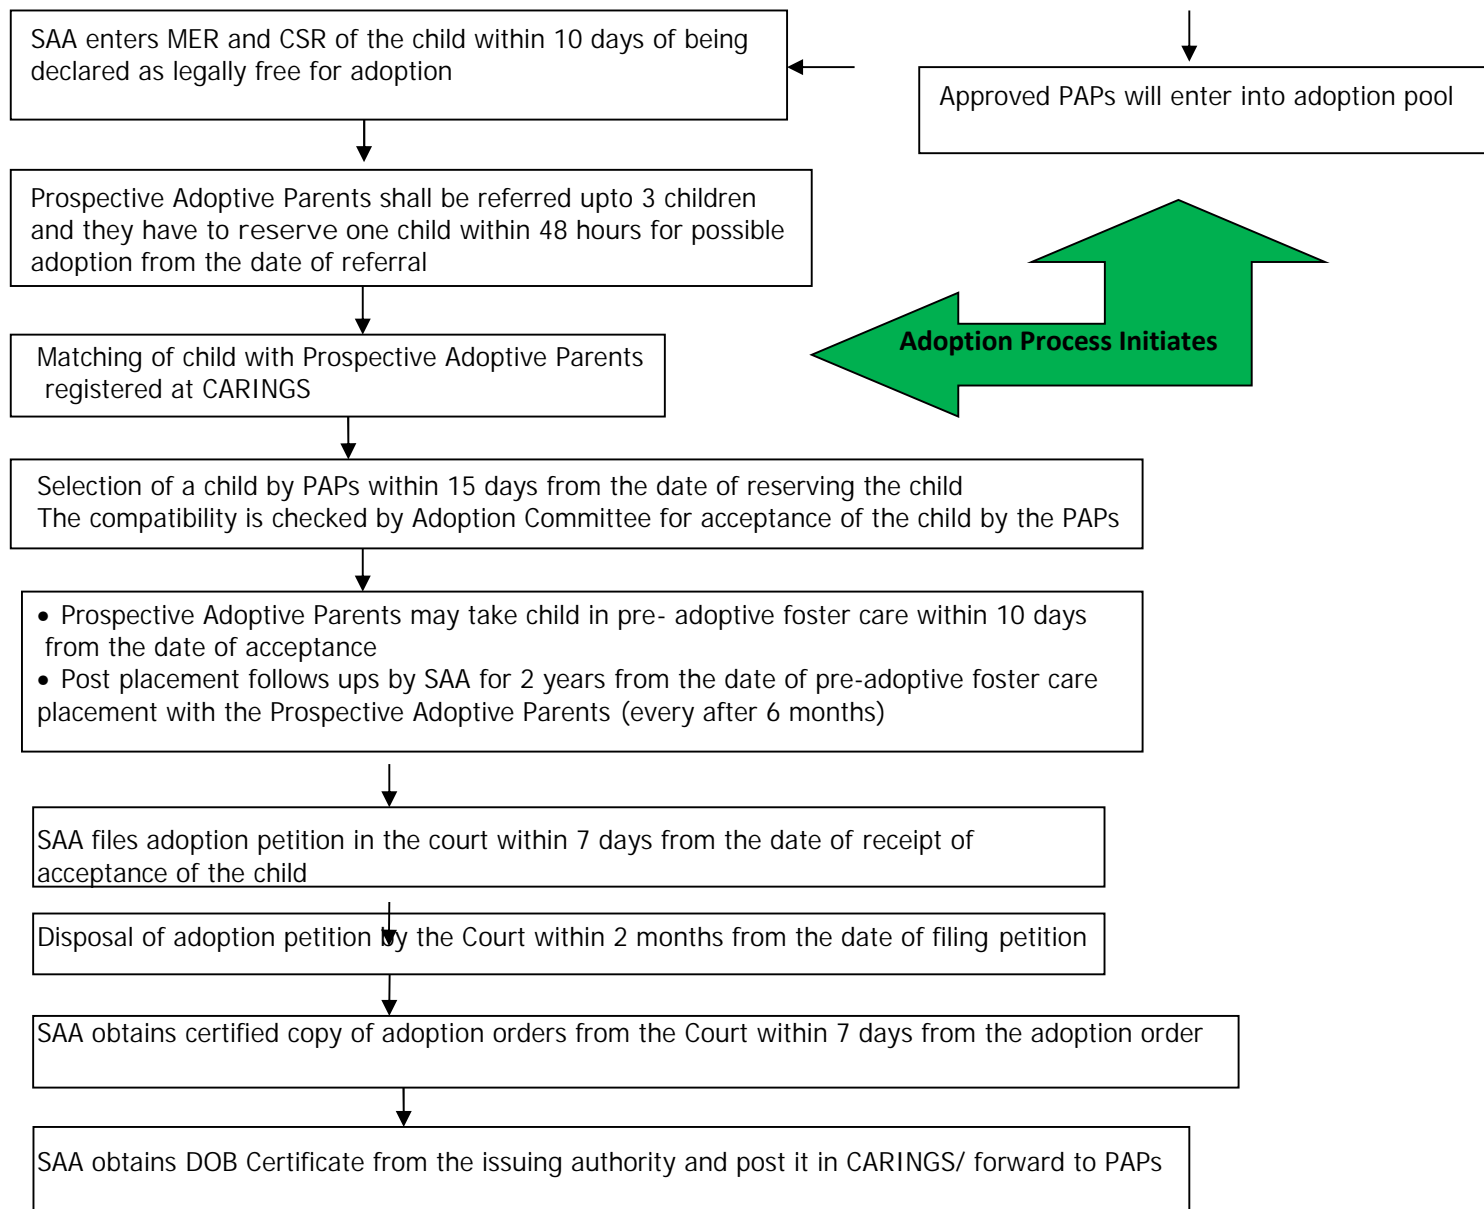 SAA enters MER and CSR of the child within 10 days of being
declared as legally free for adoption
Approved PAPs will enter into adoption pool
Prospective Adoptive Parents shall be referred upto 3 children
and they have to reserve one child within 48 hours for possible
adoption from the date of referral
Adoption Process Initiates
Matching of child with Prospective Adoptive Parents
registered at CARINGS
Selection of a child by PAPs within 15 days from the date of reserving the child
The compatibility is checked by Adoption Committee for acceptance of the child by the PAPs
• Prospective Adoptive Parents may take child in pre- adoptive foster care within 10 days
from the date of acceptance
• Post placement follows ups by SAA for 2 years from the date of pre-adoptive foster care
placement with the Prospective Adoptive Parents (every after 6 months)
SAA files adoption petition in the court within 7 days from the date of receipt of
acceptance of the child
Disposal of adoption petition by the Court within 2 months from the date of filing petition
SAA obtains certified copy of adoption orders from the Court within 7 days from the adoption order
SAA obtains DOB Certificate from the issuing authority and post it in CARINGS/ forward to PAPs